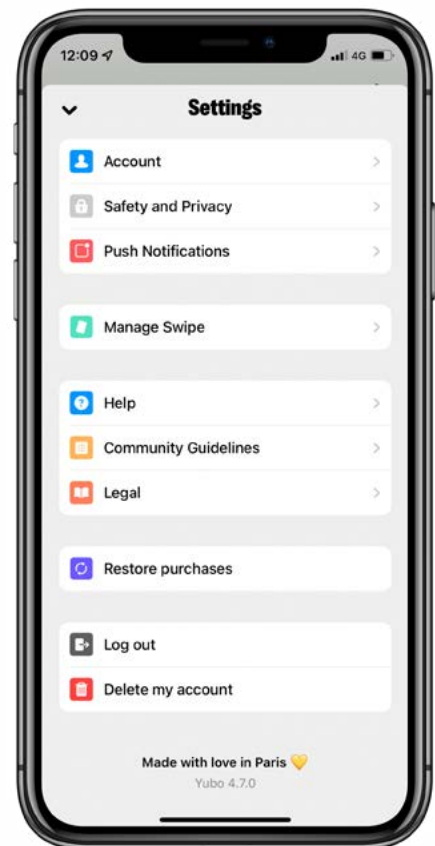 12:09
4G
Settings
Account
Safety and Privacy
Push Notifications
Manage Swipe
Help
Community Guidelines
Legal
Restore purchases
Log out
Delete my account
Made with love in Paris 💛
Yubo 4.7.0